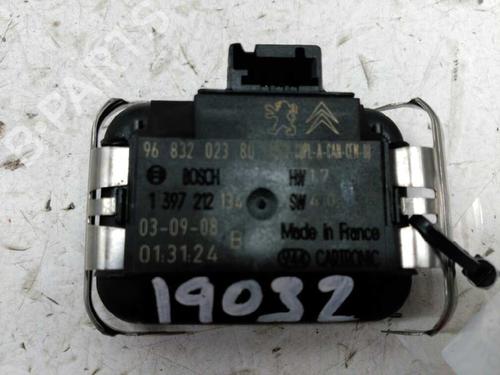 96 832 023 80
BOSCH HW 17
1 397 212 134 SW
03-09-08 B Made in France
01:31:24 CARTRONIC
19032